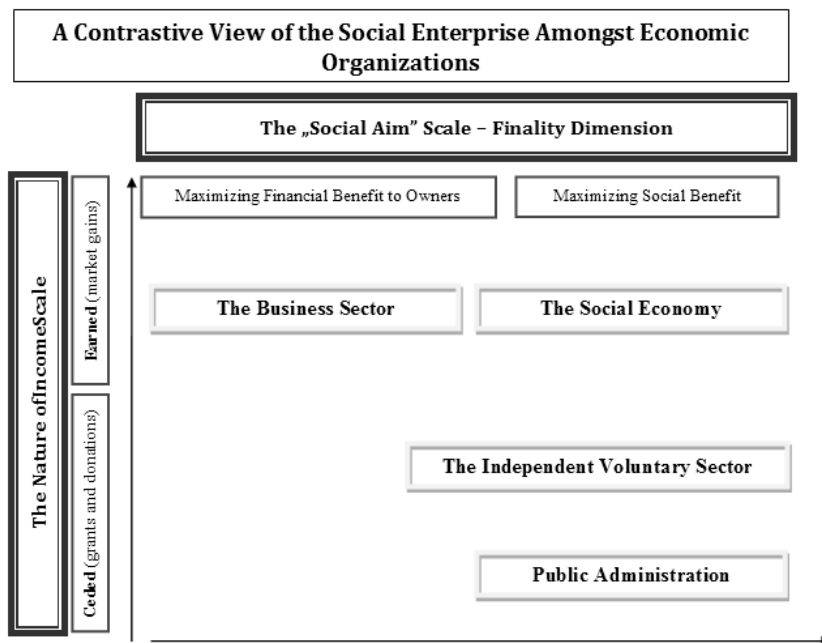 A Contrastive View of the Social Enterprise Amongst Economic
Organizations
The „Social Aim” Scale – Finality Dimension
The Nature ofIncomeScale
Earned (market gains)
Ceded (grants and donations)
Maximizing Financial Benefit to Owners
Maximizing Social Benefit
The Business Sector
The Social Economy
The Independent Voluntary Sector
Public Administration